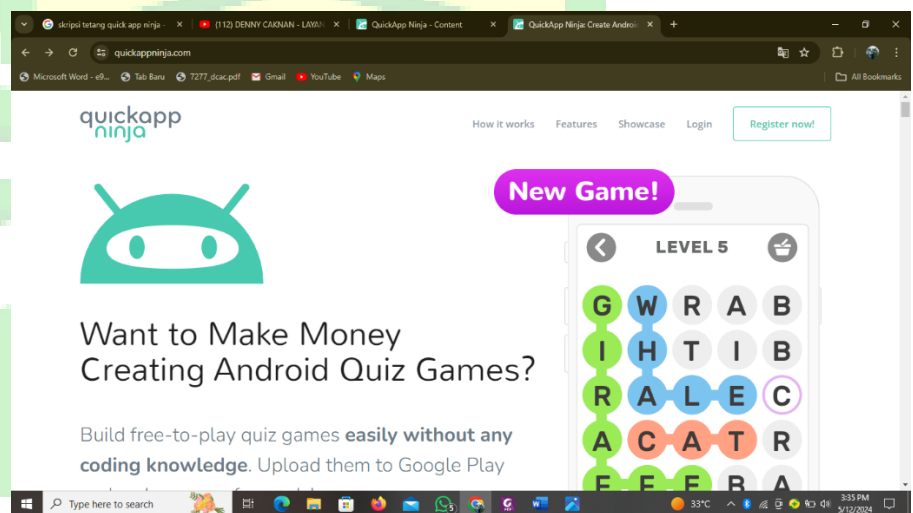 skripsi tetang quick app ninja -
(112) DENNY CAKNAN - LAYAN
QuickApp Ninja - Content
QuickApp Ninja: Create Androi
quickappninja.com
Microsoft Word - e9...
Tab Baru
7277_dcac.pdf
Gmail
YouTube
Maps
All Bookmarks
quickapp
ninja
How it works
Features
Showcase
Login
Register now!
New Game!
LEVEL 5
G W R A B
I H T I B
R A L E C
A C A T R
F F E B A
Want to Make Money
Creating Android Quiz Games?
Build free-to-play quiz games easily without any
coding knowledge. Upload them to Google Play
Type here to search
33°C
3:35 PM
5/12/2024